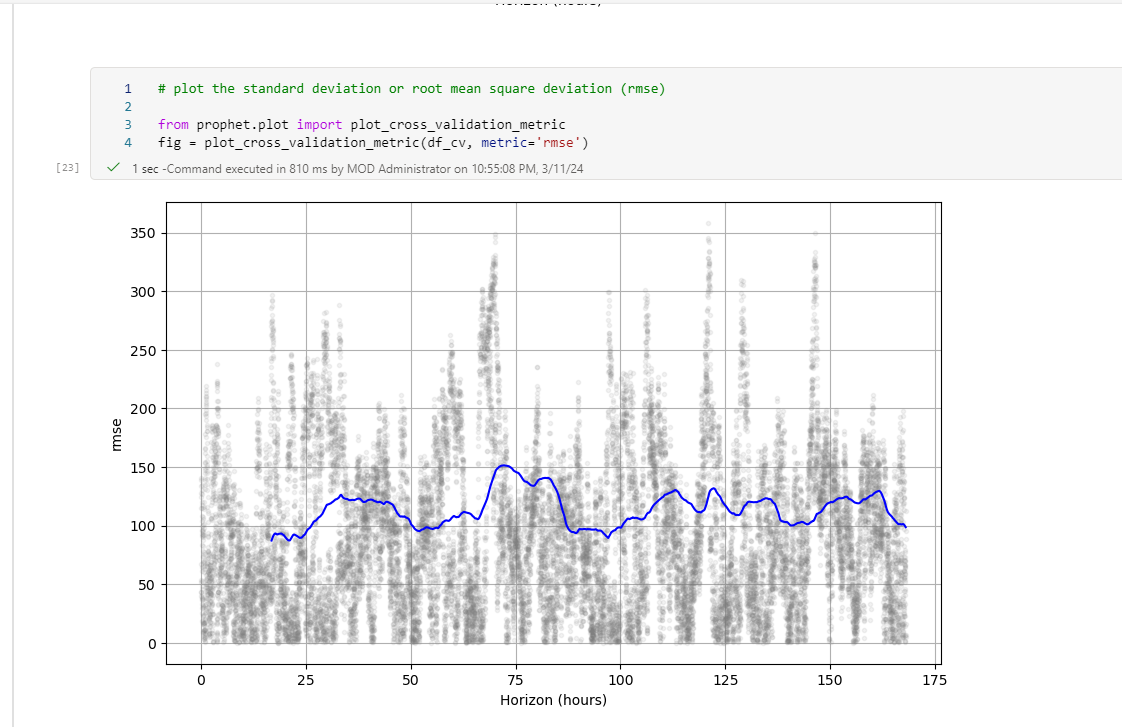 1 # plot the standard deviation or root mean square deviation (rmse)
2
3 from prophet.plot import plot_cross_validation_metric
4 fig = plot_cross_validation_metric(df_cv, metric='rmse')
[23] 1 sec -Command executed in 810 ms by MOD Administrator on 10:55:08 PM, 3/11/24
350
300
250
200
150
100
50
0
rmse
0 25 50 75 100 125 150 175
Horizon (hours)